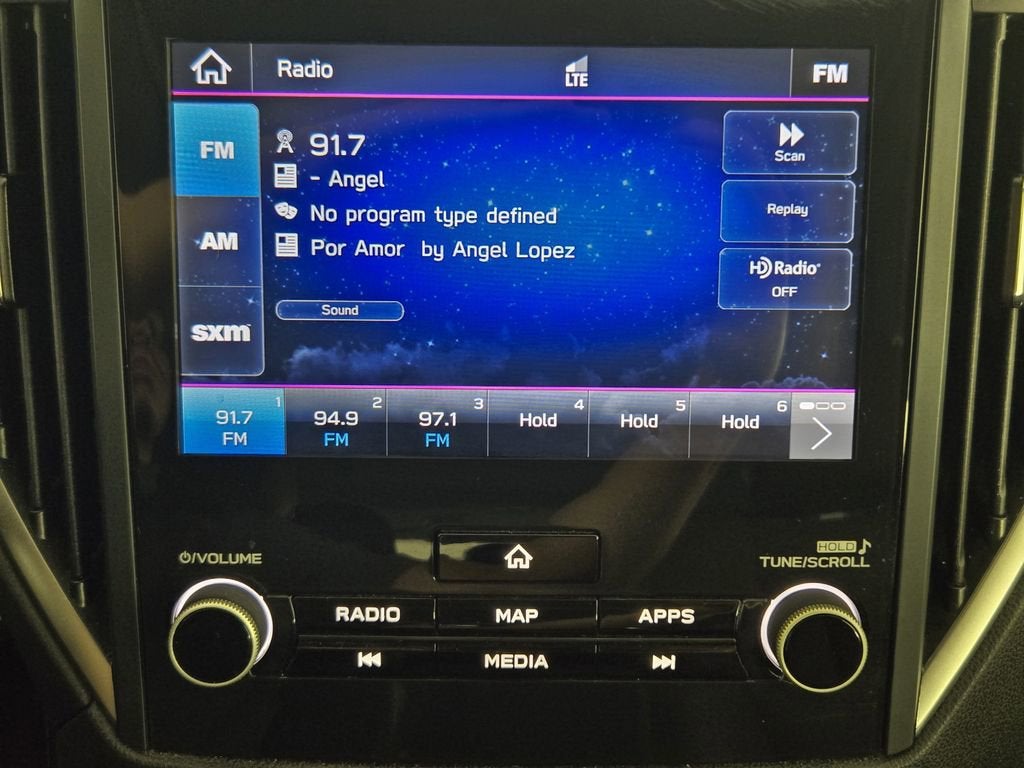 Radio
LTE
FM
FM
AM
sxm
91.7
- Angel
No program type defined
Por Amor by Angel Lopez
Sound
Scan
Replay
HD Radio®
OFF
1
91.7
FM
2
94.9
FM
3
97.1
FM
4
Hold
5
Hold
6
Hold
/VOLUME
HOLD
TUNE/SCROLL
RADIO
MAP
APPS
MEDIA